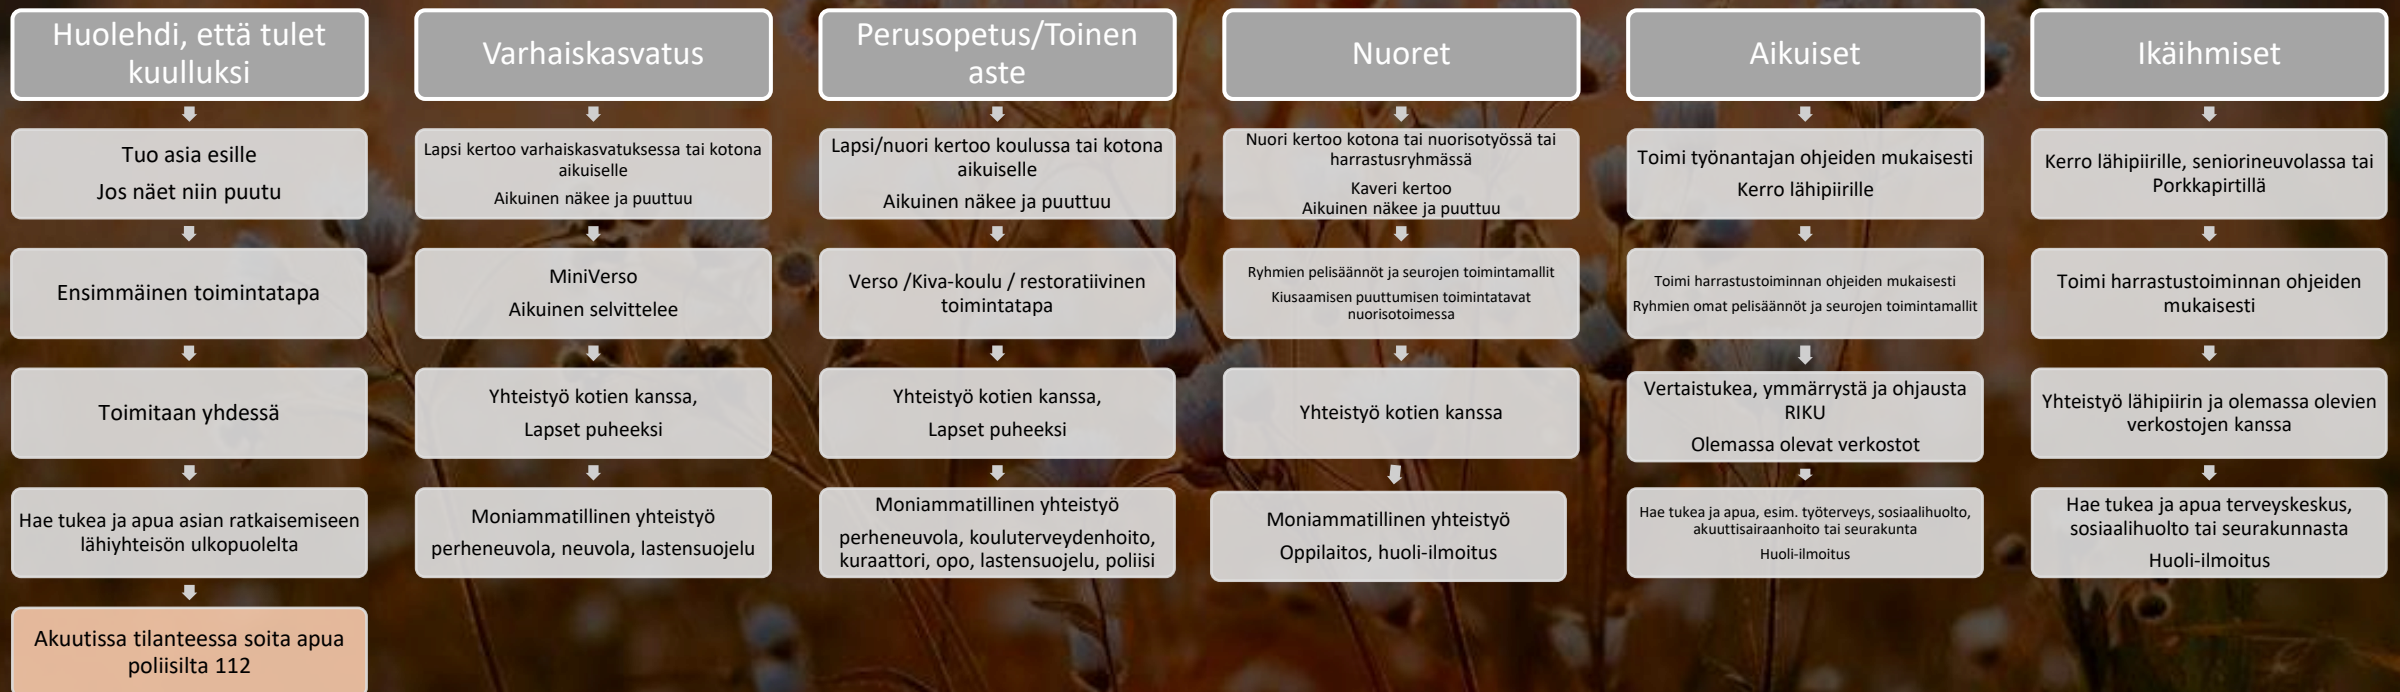 Huolehdi, että tulet
kuulluksi
Tuo asia esille
Jos näet niin puutu
Ensimmäinen toimintatapa
Toimitaan yhdessä
Hae tukea ja apua asian ratkaisemiseen
lähiyhteisön ulkopuolelta
Akuutissa tilanteessa soita apua
poliisilta 112
Varhaiskasvatus
Lapsi kertoo varhaiskasvatuksessa tai kotona
aikuiselle
Aikuinen näkee ja puuttuu
MiniVerso
Aikuinen selvittelee
Yhteistyö kotien kanssa,
Lapset puheeksi
Moniammatillinen yhteistyö
perheneuvola, neuvola, lastensuojelu
Perusopetus/Toinen
aste
Lapsi/nuori kertoo koulussa tai kotona
aikuiselle
Aikuinen näkee ja puuttuu
Verso /Kiva-koulu / restoratiivinen
toimintatapa
Yhteistyö kotien kanssa,
Lapset puheeksi
Moniammatillinen yhteistyö
perheneuvola, kouluterveydenhoito,
kuraattori, opo, lastensuojelu, poliisi
Nuoret
Nuori kertoo kotona tai nuorisotyössä tai
harrastusryhmässä
Kaveri kertoo
Aikuinen näkee ja puuttuu
Ryhmien pelisäännöt ja seurojen toimintamallit
Kiusaamisen puuttumisen toimintatavat
nuorisotoimessa
Yhteistyö kotien kanssa
Moniammatillinen yhteistyö
Oppilaitos, huoli-ilmoitus
Aikuiset
Toimi työnantajan ohjeiden mukaisesti
Kerro lähipiirille
Toimi harrastustoiminnan ohjeiden mukaisesti
Ryhmien omat pelisäännöt ja seurojen toimintamallit
Vertaistukea, ymmärrystä ja ohjausta
RIKU
Olemassa olevat verkostot
Hae tukea ja apua, esim. työterveys, sosiaalihuolto,
akuuttisairaanhoito tai seurakunta
Huoli-ilmoitus
Ikäihmiset
Kerro lähipiirille, seniorineuvolassa tai
Porkkapirtillä
Toimi harrastustoiminnan ohjeiden
mukaisesti
Yhteistyö lähipiirin ja olemassa olevien
verkostojen kanssa
Hae tukea ja apua terveyskeskus,
sosiaalihuolto tai seurakunnasta
Huoli-ilmoitus